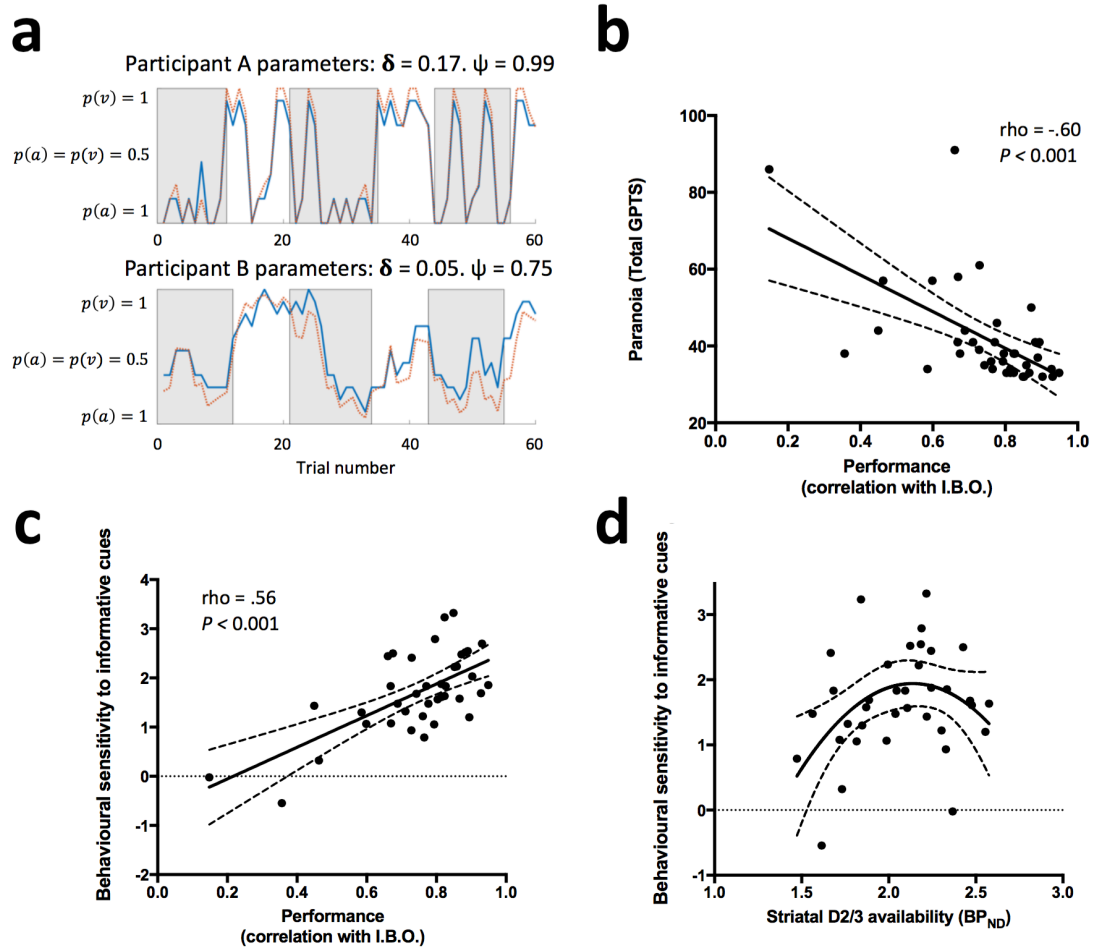 a
Participant A parameters: δ = 0.17. ψ = 0.99
p(v) = 1
p(a) = p(v) = 0.5
p(a) = 1
0 20 40 60
Participant B parameters: δ = 0.05. ψ = 0.75
p(v) = 1
p(a) = p(v) = 0.5
p(a) = 1
0 20 40 60
Trial number
b
rho = -.60
P < 0.001
Paranoia (Total GPTS)
100
80
60
40
20
0.0 0.2 0.4 0.6 0.8 1.0
Performance
(correlation with I.B.O.)
c
rho = .56
P < 0.001
Behavioural sensitivity to informative cues
4
3
2
1
0
-1
-2
0.0 0.2 0.4 0.6 0.8 1.0
Performance
(correlation with I.B.O.)
d
Behavioural sensitivity to informative cues
3
2
1
0
-1
1.0 1.5 2.0 2.5 3.0
Striatal D2/3 availability (BPND)